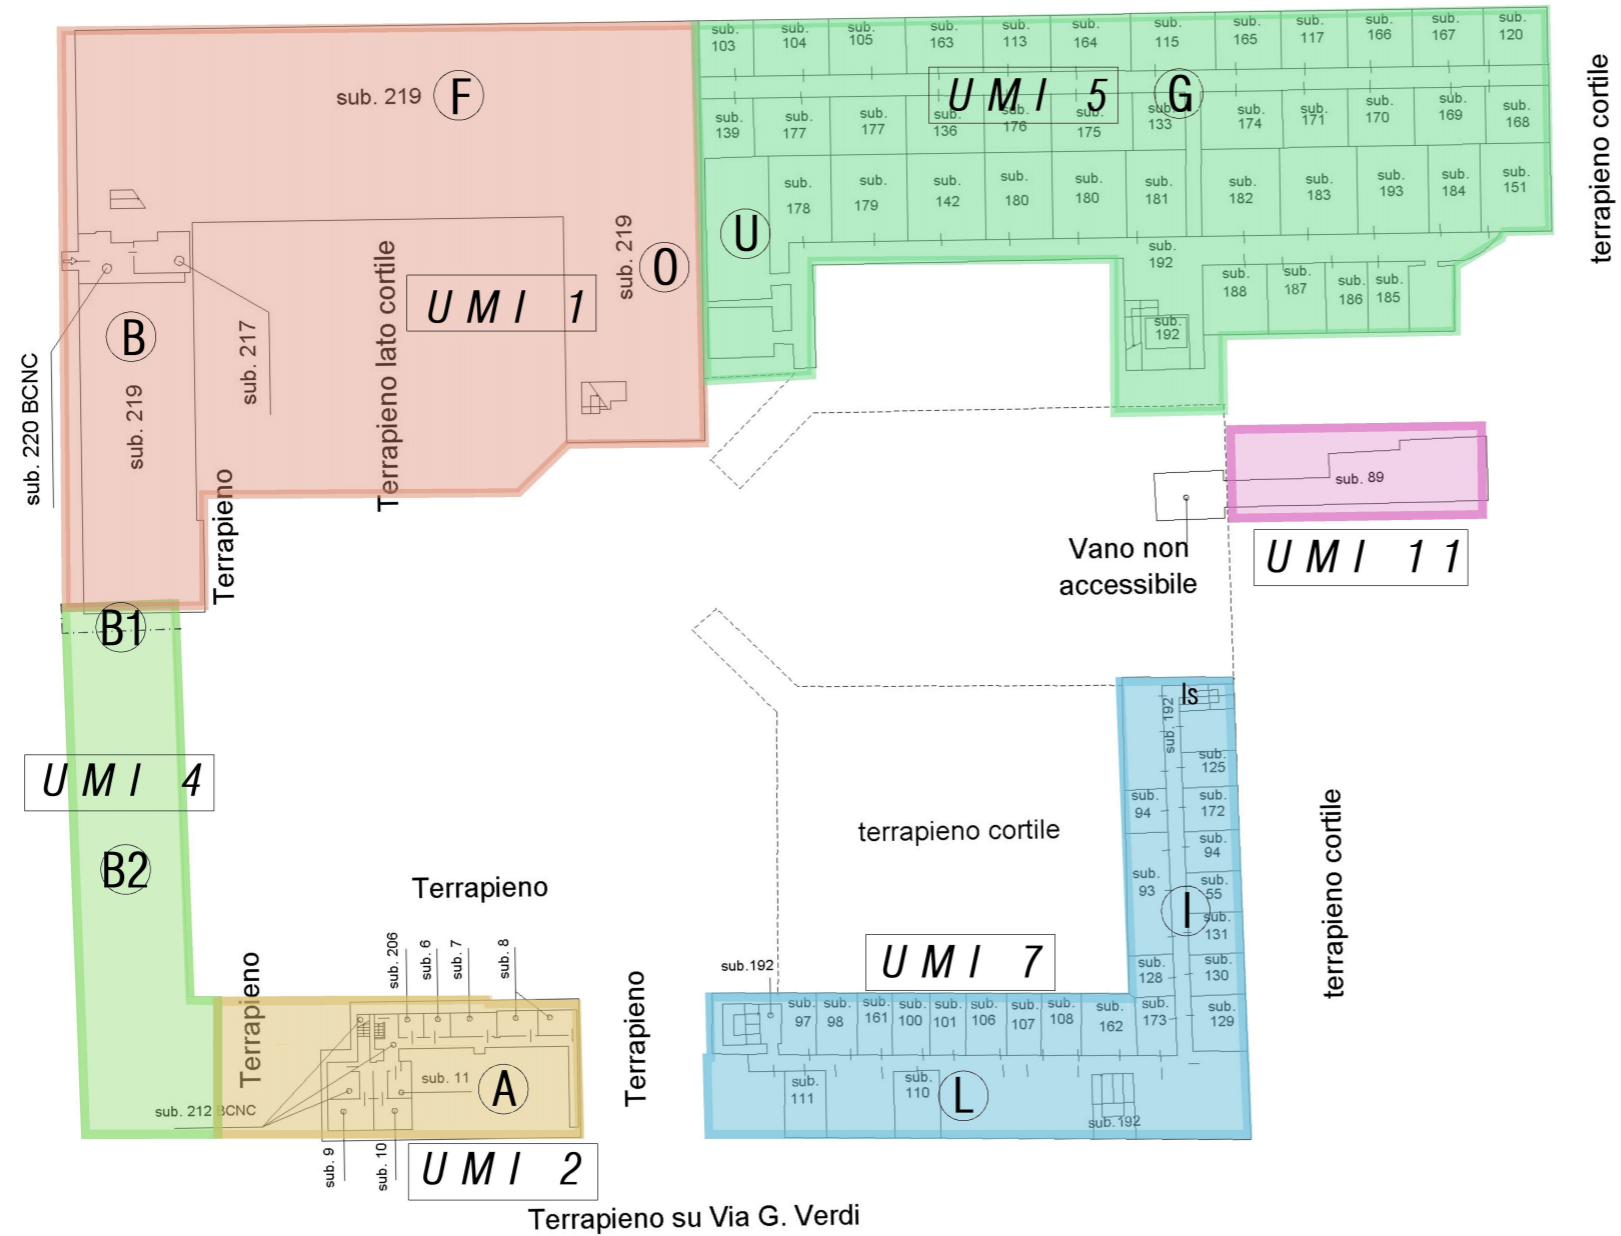 sub. 103
sub. 104
sub. 105
sub. 163
sub. 113
sub. 164
sub. 115
sub. 165
sub. 117
sub. 166
sub. 167
sub. 120
sub. 219 F
UMI 5 G
sub. 139
sub. 177
sub. 177
sub. 136
sub. 176
sub. 175
sub. 133
sub. 174
sub. 171
sub. 170
sub. 169
sub. 168
terrapieno cortile
sub. 178
sub. 179
sub. 142
sub. 180
sub. 180
sub. 181
sub. 182
sub. 183
sub. 193
sub. 184
sub. 151
U
sub. 219
O
sub. 192
sub. 188
sub. 187
sub. 186
sub. 185
sub. 192
UMI 1
Terrapieno lato cortile
B
sub. 217
sub. 220 BCNC
sub. 219
Terrapieno
sub. 89
Vano non
accessibile
UMI 11
B1
Is
sub. 192
sub. 125
UMI 4
sub. 94
sub. 172
terrapieno cortile
sub. 94
terrapieno cortile
B2
Terrapieno
sub. 93
sub. 55
I
sub. 131
sub. 206
sub. 6
sub. 7
sub. 8
UMI 7
sub.192
sub. 128
sub. 130
Terrapieno
Terrapieno
sub. 97
sub. 98
sub. 161
sub. 100
sub. 101
sub. 106
sub. 107
sub. 108
sub. 162
sub. 173
sub. 129
sub. 11
A
sub. 111
sub. 110
L
sub. 212 BCNC
sub.192
sub. 9
sub. 10
UMI 2
Terrapieno su Via G. Verdi